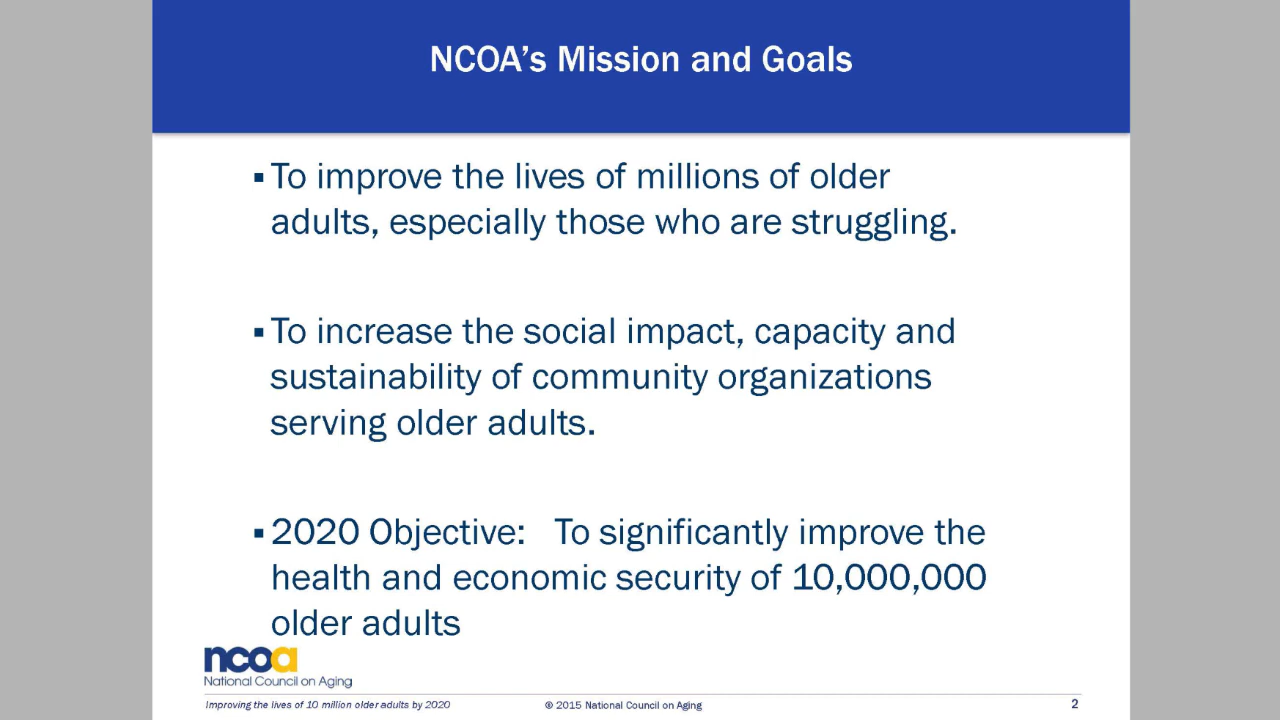 NCOA’s Mission and Goals
▪To improve the lives of millions of older
adults, especially those who are struggling.
▪To increase the social impact, capacity and
sustainability of community organizations
serving older adults.
▪2020 Objective: To significantly improve the
health and economic security of 10,000,000
older adults
ncoa
National Council on Aging
Improving the lives of 10 million older adults by 2020 © 2015 National Council on Aging 2